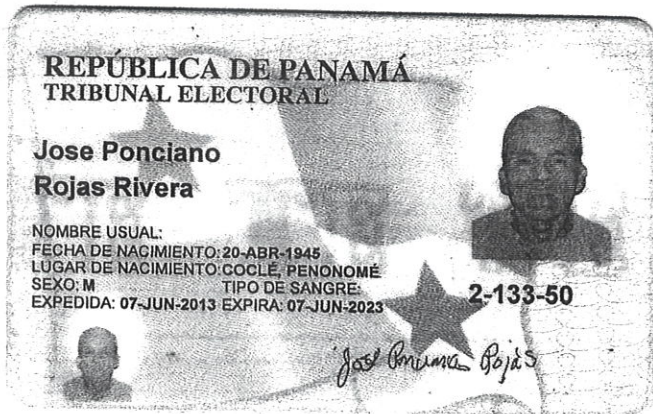 REPÚBLICA DE PANAMÁ
TRIBUNAL ELECTORAL
Jose Ponciano
Rojas Rivera
NOMBRE USUAL:
FECHA DE NACIMIENTO: 20-ABR-1945
LUGAR DE NACIMIENTO: COCLÉ, PENONOMÉ
SEXO: M TIPO DE SANGRE:
EXPEDIDA: 07-JUN-2013 EXPIRA: 07-JUN-2023
2-133-50
Jose Ponciano Rojas